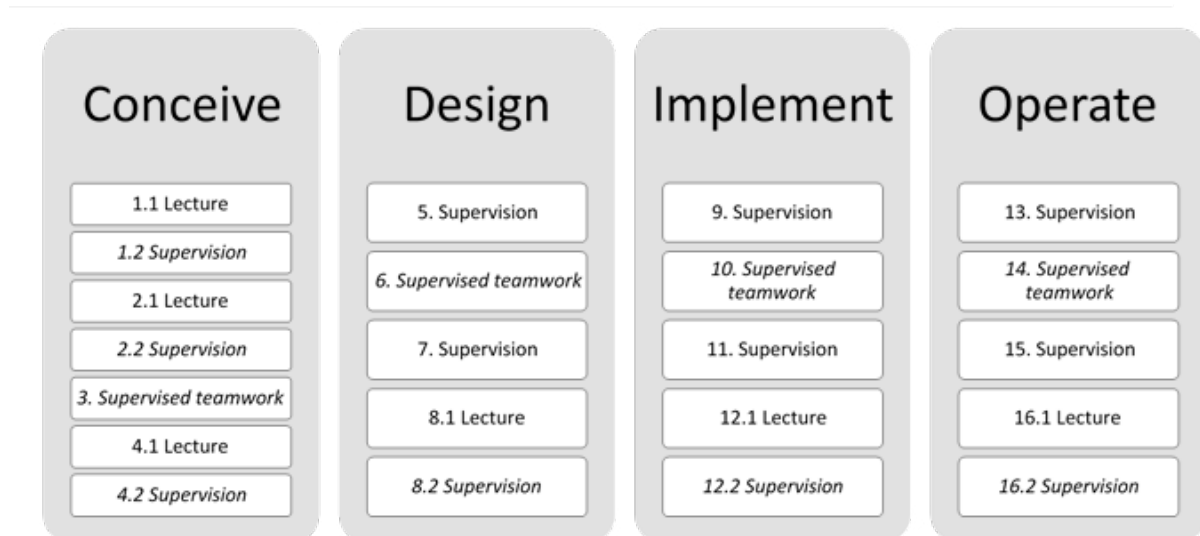 Conceive
1.1 Lecture
1.2 Supervision
2.1 Lecture
2.2 Supervision
3. Supervised teamwork
4.1 Lecture
4.2 Supervision
Design
5. Supervision
6. Supervised teamwork
7. Supervision
8.1 Lecture
8.2 Supervision
Implement
9. Supervision
10. Supervised
teamwork
11. Supervision
12.1 Lecture
12.2 Supervision
Operate
13. Supervision
14. Supervised
teamwork
15. Supervision
16.1 Lecture
16.2 Supervision